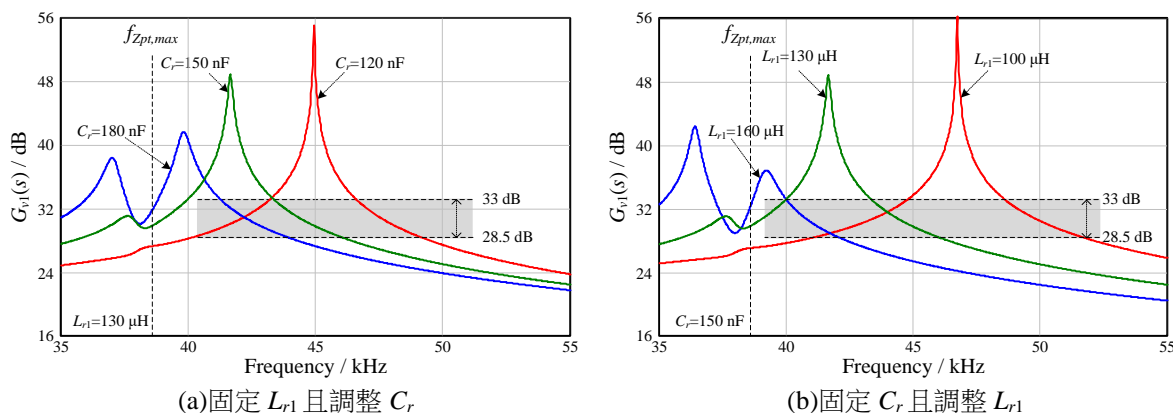 56
48
40
32
24
16
G_{v1}(s) / dB
f_{Zpt,max}
C_r=150 nF
C_r=120 nF
C_r=180 nF
33 dB
28.5 dB
L_{r1}=130 μH
35
40
45
50
55
Frequency / kHz
(a)固定 L_{r1} 且調整 C_r
56
48
40
32
24
16
G_{v1}(s) / dB
f_{Zpt,max}
L_{r1}=130 μH
L_{r1}=100 μH
L_{r1}=160 μH
33 dB
28.5 dB
C_r=150 nF
35
40
45
50
55
Frequency / kHz
(b)固定 C_r 且調整 L_{r1}